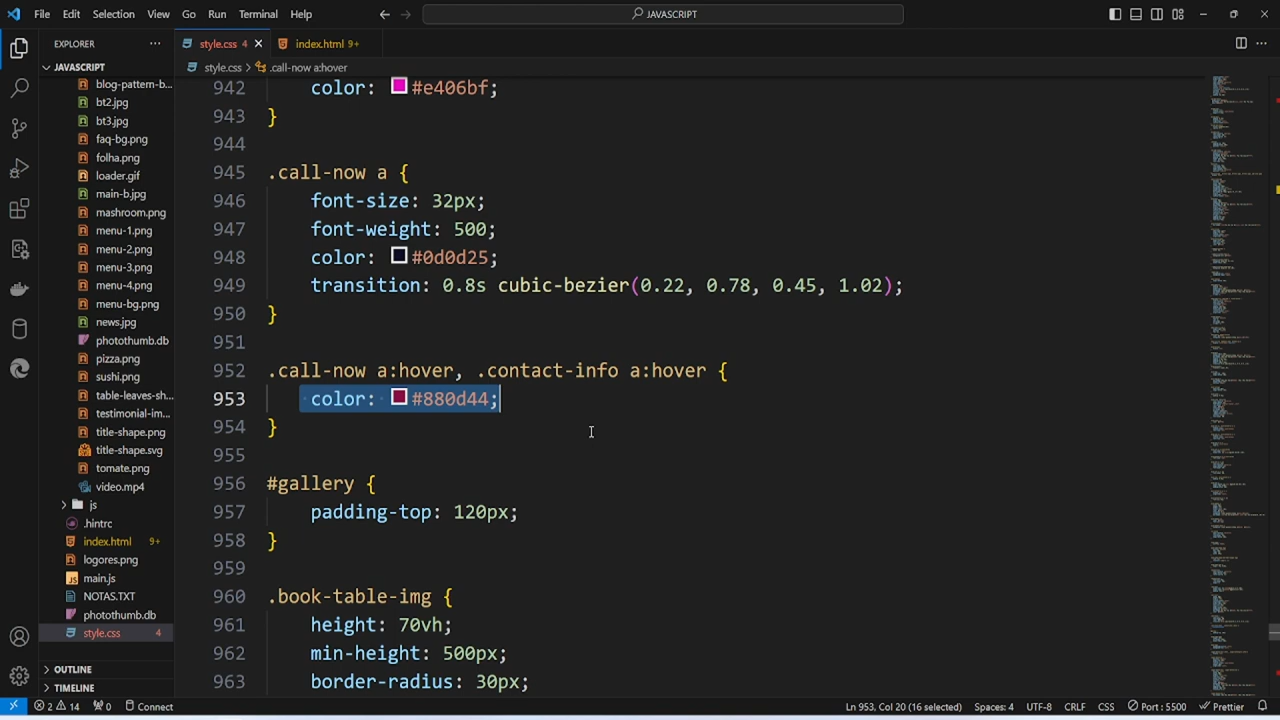 File Edit Selection View Go Run Terminal Help JAVASCRIPT
EXPLORER
JAVASCRIPT
blog-pattern-b...
bt2.jpg
bt3.jpg
faq-bg.png
folha.png
loader.gif
main-b.jpg
mashroom.png
menu-1.png
menu-2.png
menu-3.png
menu-4.png
menu-bg.png
news.jpg
photothumb.db
pizza.png
sushi.png
table-leaves-sh...
testimonial-im...
title-shape.png
title-shape.svg
tomate.png
video.mp4
js
.hintrc
index.html 9+
logores.png
main.js
NOTAS.TXT
photothumb.db
style.css 4
OUTLINE
TIMELINE
style.css 4 index.html 9+
style.css > .call-now a:hover
942 color: #e406bf;
943 }
944
945 .call-now a {
946 font-size: 32px;
947 font-weight: 500;
948 color: #0d0d25;
949 transition: 0.8s cubic-bezier(0.22, 0.78, 0.45, 1.02);
950 }
951
952 .call-now a:hover, .contact-info a:hover {
953 color: #880d44;
954 }
955
956 #gallery {
957 padding-top: 120px;
958 }
959
960 .book-table-img {
961 height: 70vh;
962 min-height: 500px;
963 border-radius: 30px;
2 14 0 Connect Ln 953, Col 20 (16 selected) Spaces: 4 UTF-8 CRLF CSS Port : 5500 Prettier